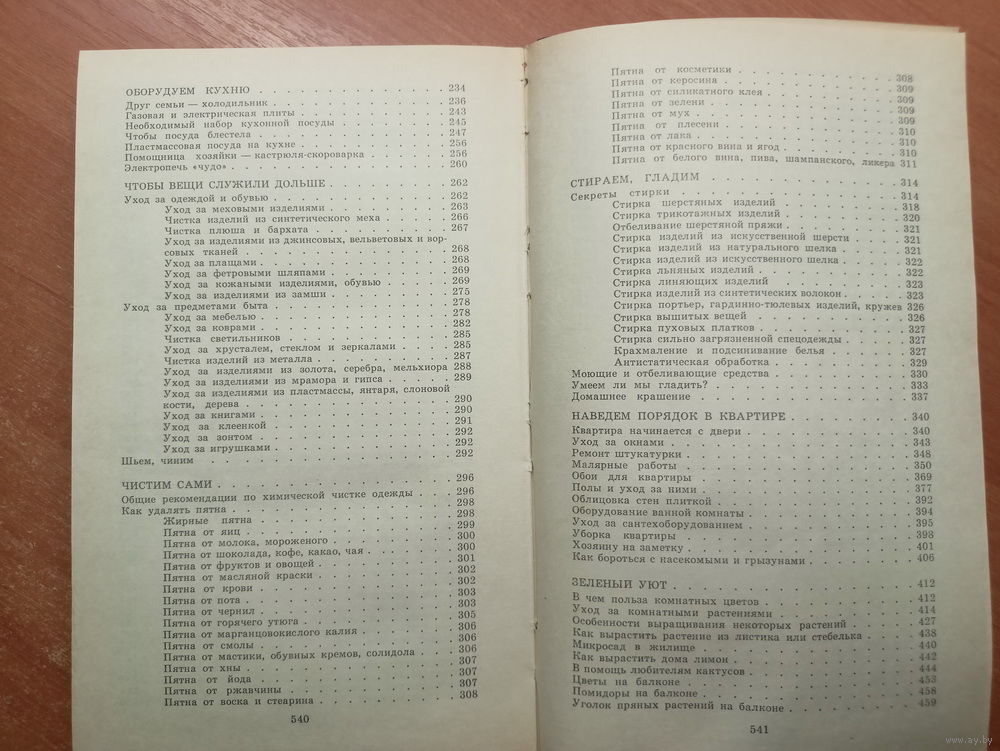 ОБОРУДУЕМ КУХНЮ . . . 234
Друг семьи — холодильник . . . 236
Газовая и электрическая плиты . . . 243
Необходимый набор кухонной посуды . . . 245
Чтобы посуда блестела . . . 247
Пластмассовая посуда на кухне . . . 256
Помощница хозяйки — кастрюля-скороварка . . . 256
Электропечь «чудо» . . . 260
ЧТОБЫ ВЕЩИ СЛУЖИЛИ ДОЛЬШЕ . . . 262
Уход за одеждой и обувью . . . 262
Уход за меховыми изделиями . . . 263
Чистка изделий из синтетического меха . . . 266
Чистка плюша и бархата . . . 267
Уход за изделиями из джинсовых, вельветовых и вор-
совых тканей . . . 268
Уход за плащами . . . 268
Уход за фетровыми шляпами . . . 269
Уход за кожаными изделиями, обувью . . . 269
Уход за изделиями из замши . . . 275
Уход за предметами быта . . . 278
Уход за мебелью . . . 278
Уход за коврами . . . 282
Чистка светильников . . . 285
Уход за хрусталем, стеклом и зеркалами . . . 285
Чистка изделий из металла . . . 287
Уход за изделиями из золота, серебра, мельхиора 288
Уход за изделиями из мрамора и гипса . . . 289
Уход за изделиями из пластмассы, янтаря, слоновой
кости, дерева . . . 290
Уход за книгами . . . 290
Уход за клеенкой . . . 291
Уход за зонтом . . . 292
Уход за игрушками . . . 292
Шьем, чиним . . . 292
ЧИСТИМ САМИ . . . 296
Общие рекомендации по химической чистке одежды . . . 296
Как удалять пятна . . . 298
Жирные пятна . . . 298
Пятна от яиц . . . 299
Пятна от молока, мороженого . . . 300
Пятна от шоколада, кофе, какао, чая . . . 300
Пятна от фруктов и овощей . . . 301
Пятна от масляной краски . . . 302
Пятна от крови . . . 302
Пятна от пота . . . 303
Пятна от чернил . . . 303
Пятна от горячего утюга . . . 305
Пятна от марганцовокислого калия . . . 306
Пятна от смолы . . . 306
Пятна от мастики, обувных кремов, солидола . . . 306
Пятна от хны . . . 307
Пятна от йода . . . 307
Пятна от ржавчины . . . 307
Пятна от воска и стеарина . . . 308
540
Пятна от косметики . . . 308
Пятна от керосина . . . 309
Пятна от силикатного клея . . . 309
Пятна от зелени . . . 309
Пятна от мух . . . 309
Пятна от плесени . . . 309
Пятна от лака . . . 310
Пятна от красного вина и ягод . . . 310
Пятна от белого вина, пива, шампанского, ликера 311
СТИРАЕМ, ГЛАДИМ . . . 314
Секреты стирки . . . 314
Стирка шерстяных изделий . . . 318
Стирка трикотажных изделий . . . 320
Отбеливание шерстяной пряжи . . . 321
Стирка изделий из искусственной шерсти . . . 321
Стирка изделий из натурального шелка . . . 321
Стирка изделий из искусственного шелка . . . 322
Стирка льняных изделий . . . 322
Стирка линяющих изделий . . . 323
Стирка изделий из синтетических волокон . . . 323
Стирка портьер, гардинно-тюлевых изделий, кружев 326
Стирка вышитых вещей . . . 326
Стирка пуховых платков . . . 327
Стирка сильно загрязненной спецодежды . . . 327
Крахмаление и подсинивание белья . . . 327
Антистатическая обработка . . . 329
Моющие и отбеливающие средства . . . 330
Умеем ли мы гладить? . . . 333
Домашнее крашение . . . 337
НАВЕДЕМ ПОРЯДОК В КВАРТИРЕ . . . 340
Квартира начинается с двери . . . 340
Уход за окнами . . . 343
Ремонт штукатурки . . . 348
Малярные работы . . . 350
Обои для квартиры . . . 369
Полы и уход за ними . . . 377
Облицовка стен плиткой . . . 392
Оборудование ванной комнаты . . . 394
Уход за сантехоборудованием . . . 395
Уборка квартиры . . . 398
Хозяину на заметку . . . 401
Как бороться с насекомыми и грызунами . . . 406
ЗЕЛЕНЫЙ УЮТ . . . 412
В чем польза комнатных цветов . . . 412
Уход за комнатными растениями . . . 414
Особенности выращивания некоторых растений . . . 427
Как вырастить растение из листика или стебелька . . . 438
Микросад в жилище . . . 440
Как вырастить дома лимон . . . 442
В помощь любителям кактусов . . . 444
Цветы на балконе . . . 453
Помидоры на балконе . . . 458
Уголок пряных растений на балконе . . . 459
541
www.ay.by